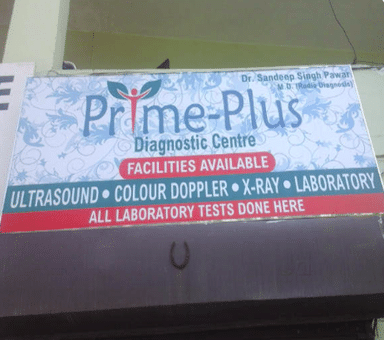 E
Dr. Sandeep Singh Pawar
M.D. (Radio Diagnosis)
Prime-Plus
Diagnostic Centre
FACILITIES AVAILABLE
ULTRASOUND • COLOUR DOPPLER • X-RAY • LABORATORY
ALL LABORATORY TESTS DONE HERE